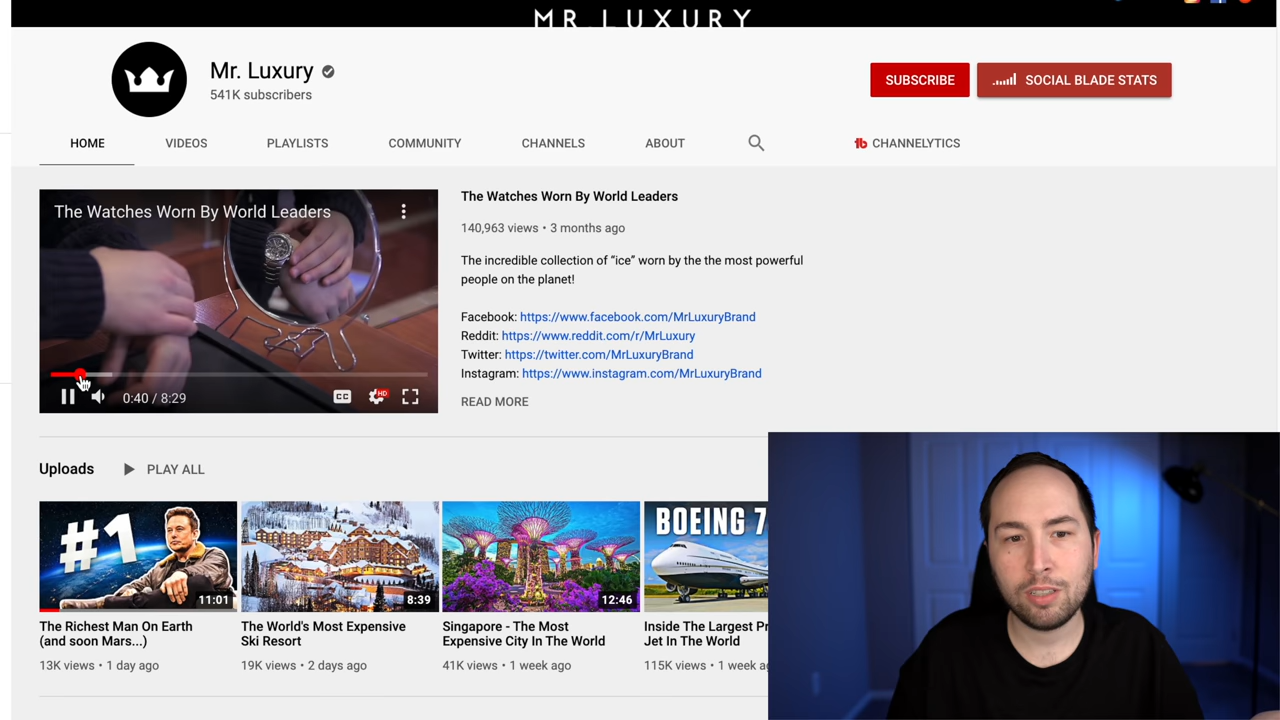 MR. LUXURY
Mr. Luxury
541K subscribers
SUBSCRIBE
SOCIAL BLADE STATS
HOME
VIDEOS
PLAYLISTS
COMMUNITY
CHANNELS
ABOUT
CHANNELYTICS
The Watches Worn By World Leaders
0:40 / 8:29
CC
HD
The Watches Worn By World Leaders
140,963 views • 3 months ago
The incredible collection of “ice” worn by the the most powerful
people on the planet!
Facebook: https://www.facebook.com/MrLuxuryBrand
Reddit: https://www.reddit.com/r/MrLuxury
Twitter: https://twitter.com/MrLuxuryBrand
Instagram: https://www.instagram.com/MrLuxuryBrand
READ MORE
Uploads
PLAY ALL
#1
11:01
The Richest Man On Earth
(and soon Mars...)
13K views • 1 day ago
8:39
The World's Most Expensive
Ski Resort
19K views • 2 days ago
12:46
Singapore - The Most
Expensive City In The World
41K views • 1 week ago
BOEING 7
Inside The Largest Pr
Jet In The World
115K views • 1 week ag